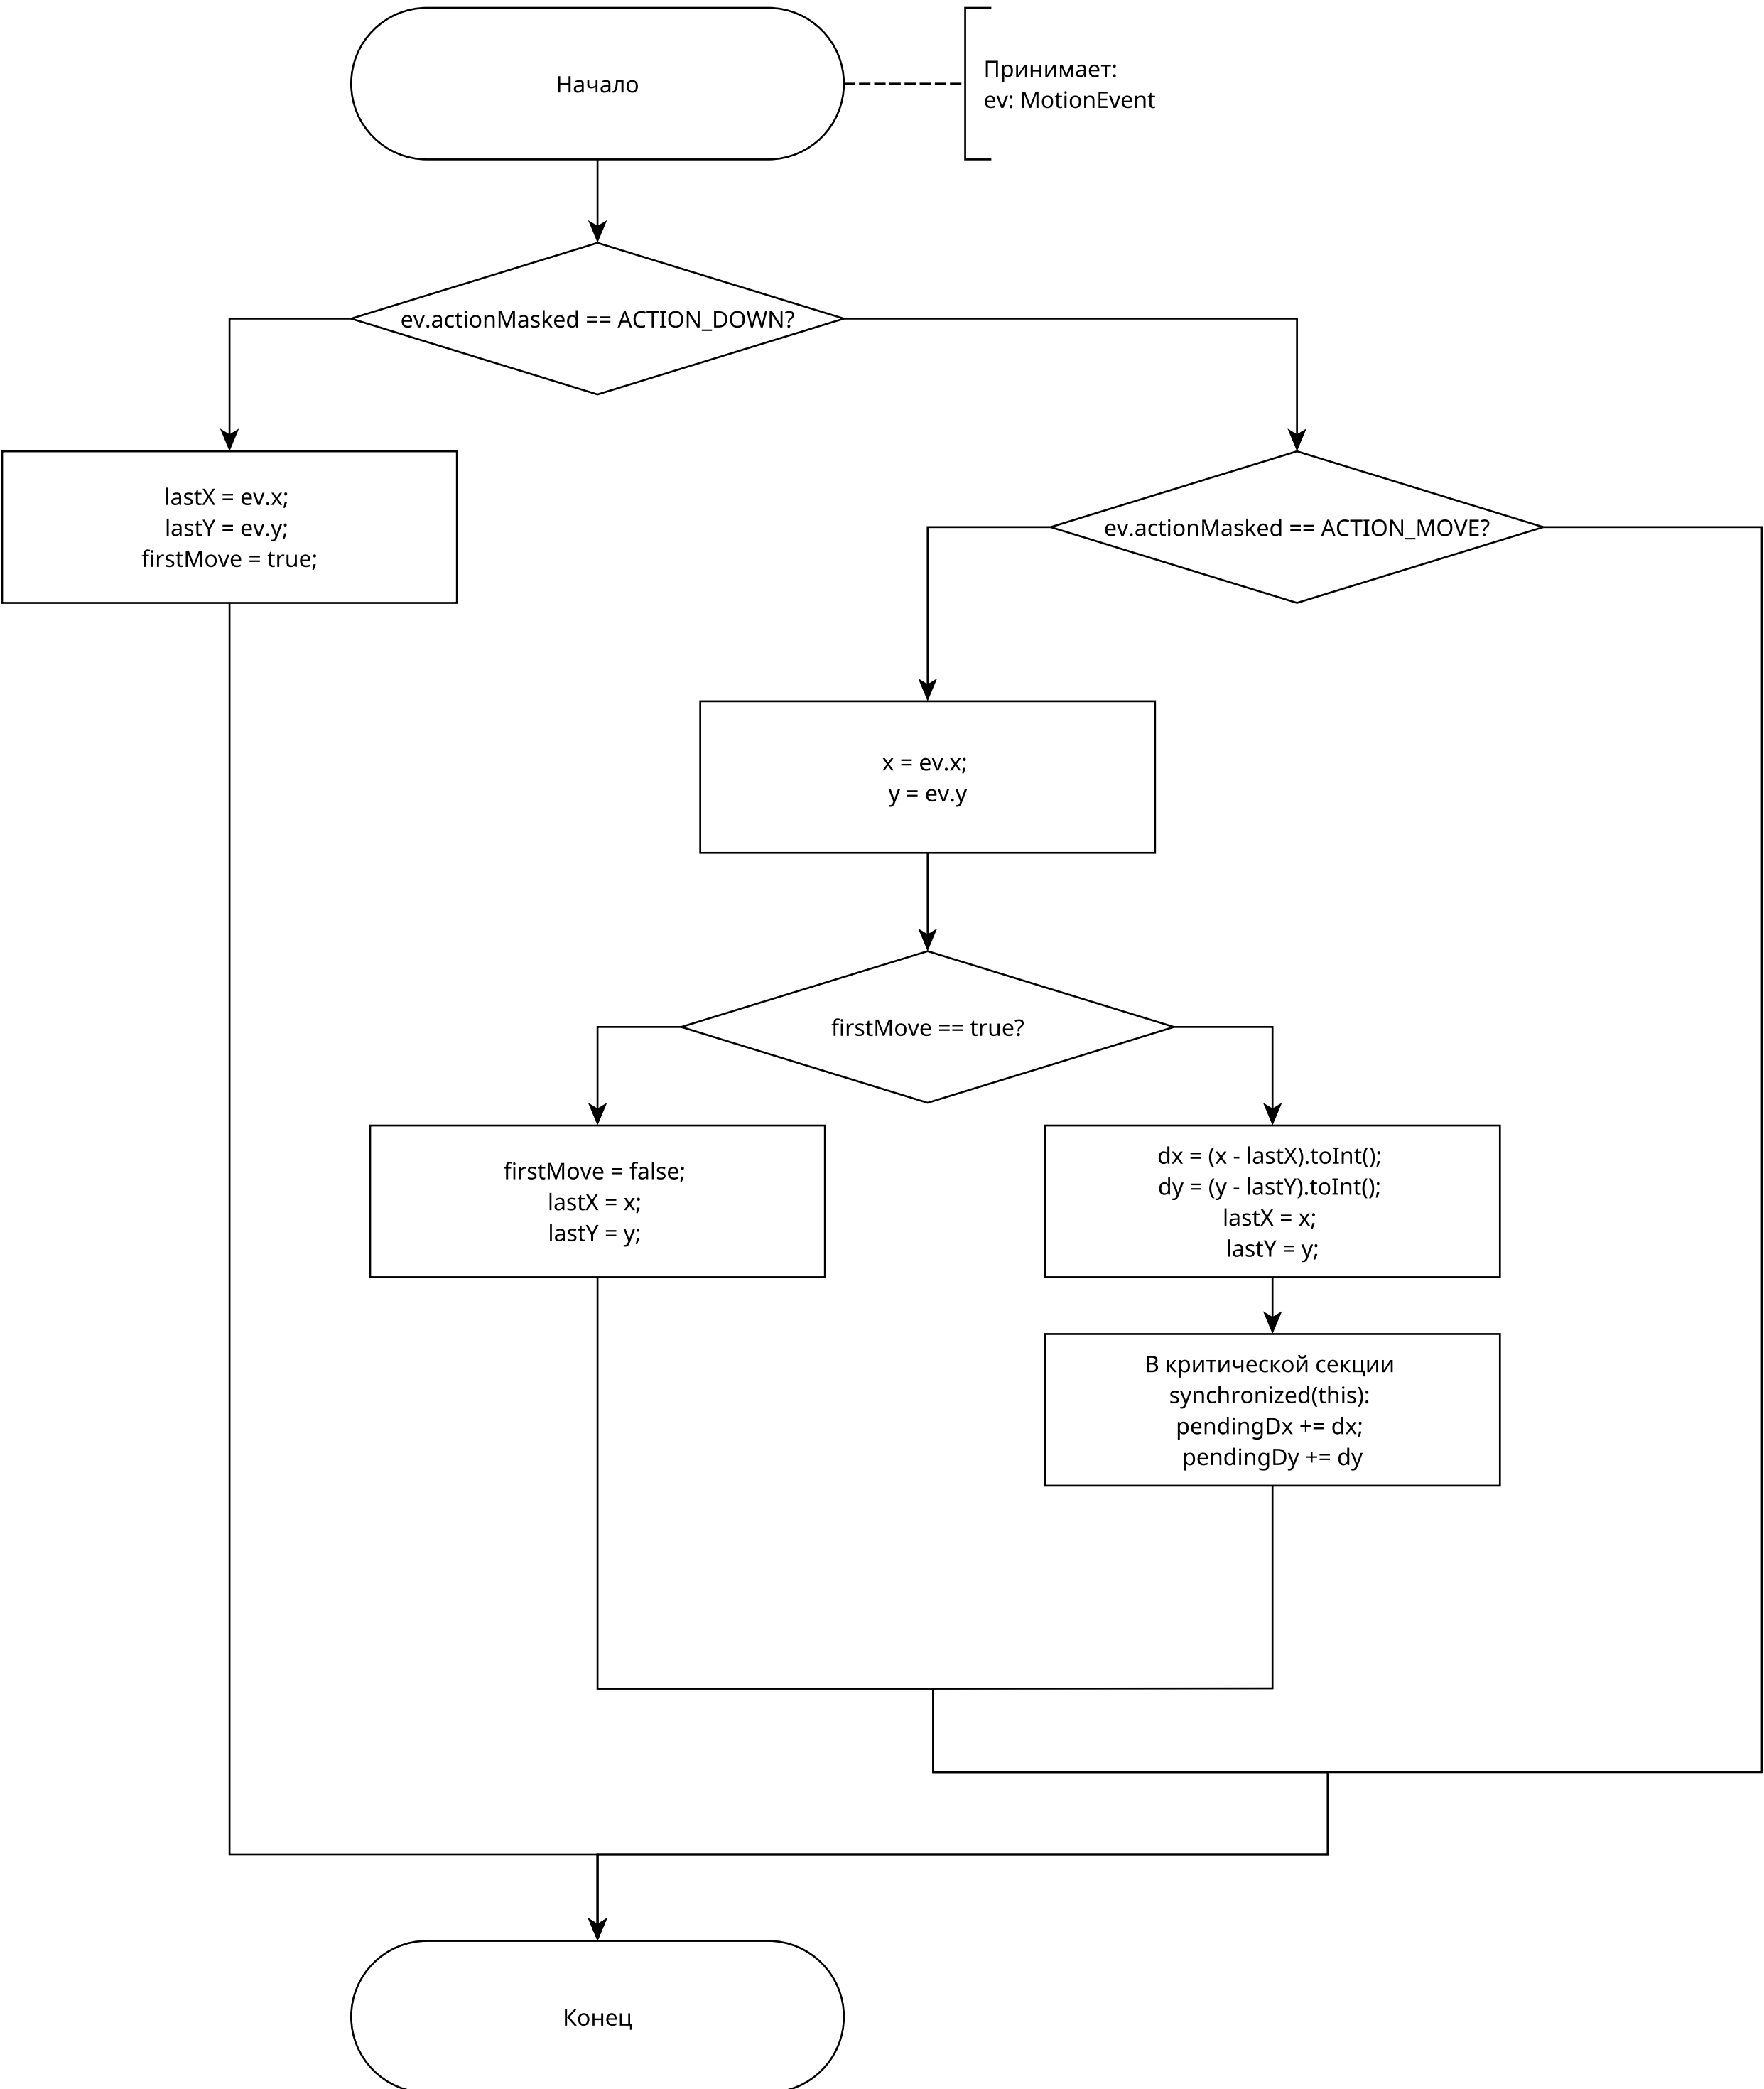 Начало
Принимает:
ev: MotionEvent
ev.actionMasked == ACTION_DOWN?
lastX = ev.x;
lastY = ev.y;
firstMove = true;
ev.actionMasked == ACTION_MOVE?
x = ev.x;
y = ev.y
firstMove == true?
firstMove = false;
lastX = x;
lastY = y;
dx = (x - lastX).toInt();
dy = (y - lastY).toInt();
lastX = x;
lastY = y;
В критической секции
synchronized(this):
pendingDx += dx;
pendingDy += dy
Конец